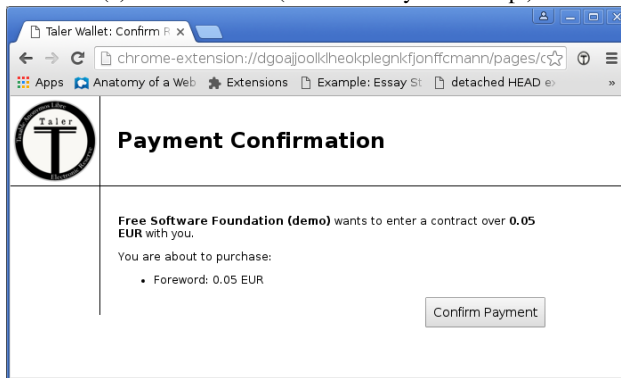 Taler Wallet: Confirm P
chrome-extension://dgoajjoolklheokplegnkfjonffcmann/pages/c
Apps Anatomy of a Web Extensions Example: Essay St detached HEAD e »
Taler
Payment Confirmation
Free Software Foundation (demo) wants to enter a contract over 0.05
EUR with you.
You are about to purchase:
• Foreword: 0.05 EUR
Confirm Payment